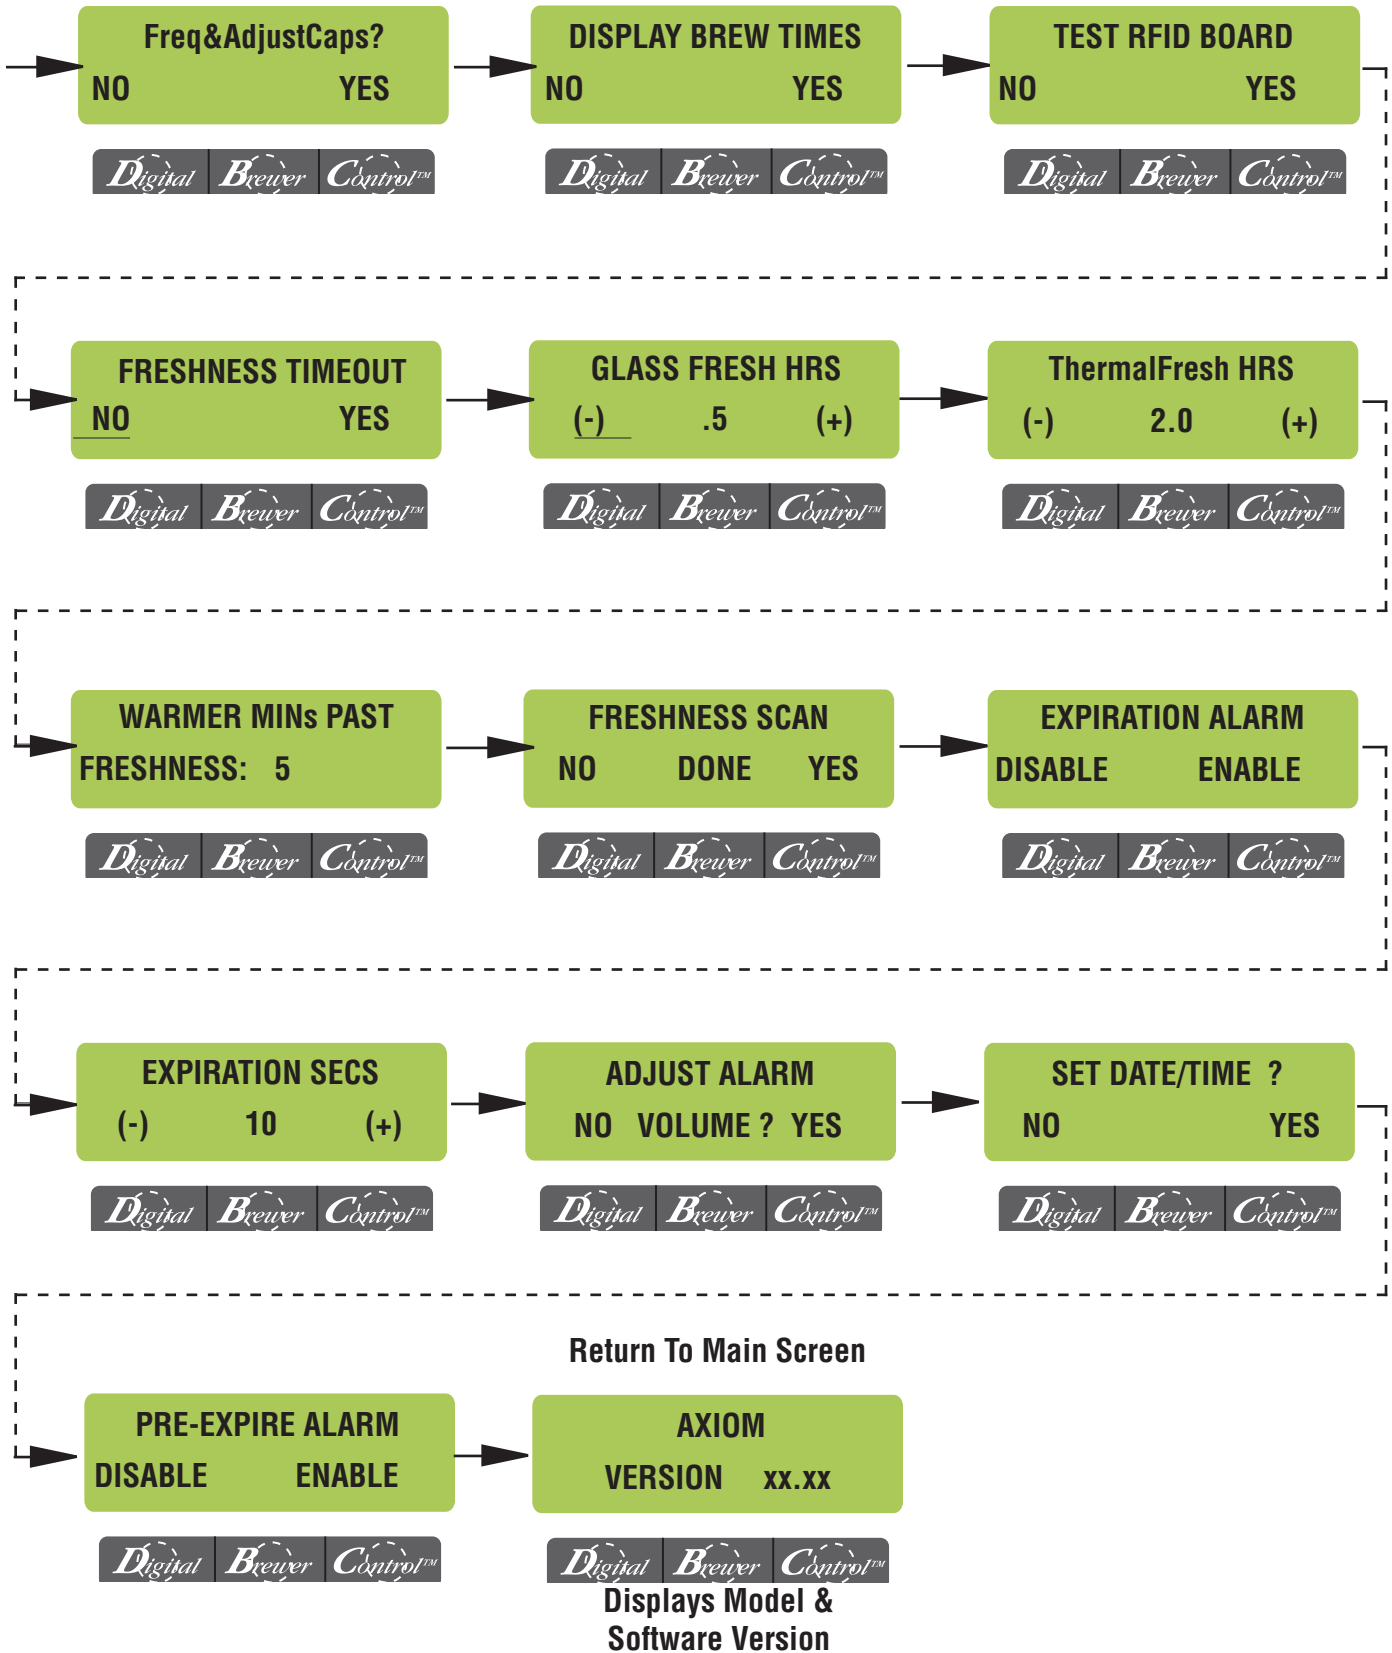 Freq&AdjustCaps?
NO YES
Digital Brewer Control™
DISPLAY BREW TIMES
NO YES
Digital Brewer Control™
TEST RFID BOARD
NO YES
Digital Brewer Control™
FRESHNESS TIMEOUT
NO YES
Digital Brewer Control™
GLASS FRESH HRS
(-) .5 (+)
Digital Brewer Control™
ThermalFresh HRS
(-) 2.0 (+)
Digital Brewer Control™
WARMER MINs PAST
FRESHNESS: 5
Digital Brewer Control™
FRESHNESS SCAN
NO DONE YES
Digital Brewer Control™
EXPIRATION ALARM
DISABLE ENABLE
Digital Brewer Control™
EXPIRATION SECS
(-) 10 (+)
Digital Brewer Control™
ADJUST ALARM
NO VOLUME ? YES
Digital Brewer Control™
SET DATE/TIME ?
NO YES
Digital Brewer Control™
PRE-EXPIRE ALARM
DISABLE ENABLE
Digital Brewer Control™
Return To Main Screen
AXIOM
VERSION xx.xx
Digital Brewer Control™
Displays Model &
Software Version